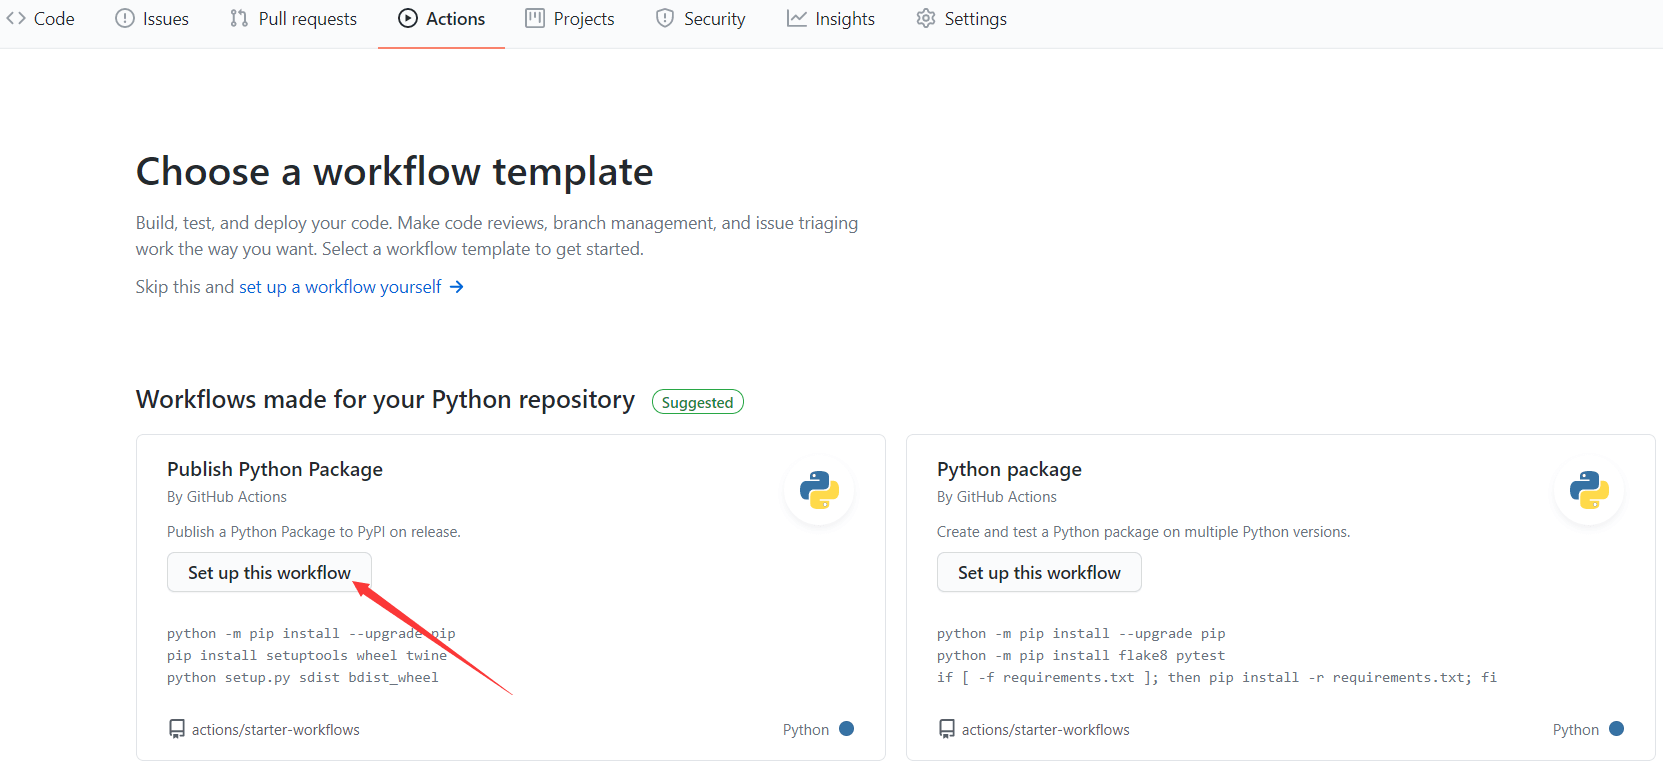 Code Issues Pull requests Actions Projects Security Insights Settings
Choose a workflow template
Build, test, and deploy your code. Make code reviews, branch management, and issue triaging
work the way you want. Select a workflow template to get started.
Skip this and set up a workflow yourself →
Workflows made for your Python repository Suggested
Publish Python Package
By GitHub Actions
Publish a Python Package to PyPI on release.
Set up this workflow
python -m pip install --upgrade pip
pip install setuptools wheel twine
python setup.py sdist bdist_wheel
actions/starter-workflows Python
Python package
By GitHub Actions
Create and test a Python package on multiple Python versions.
Set up this workflow
python -m pip install --upgrade pip
python -m pip install flake8 pytest
if [ -f requirements.txt ]; then pip install -r requirements.txt; fi
actions/starter-workflows Python